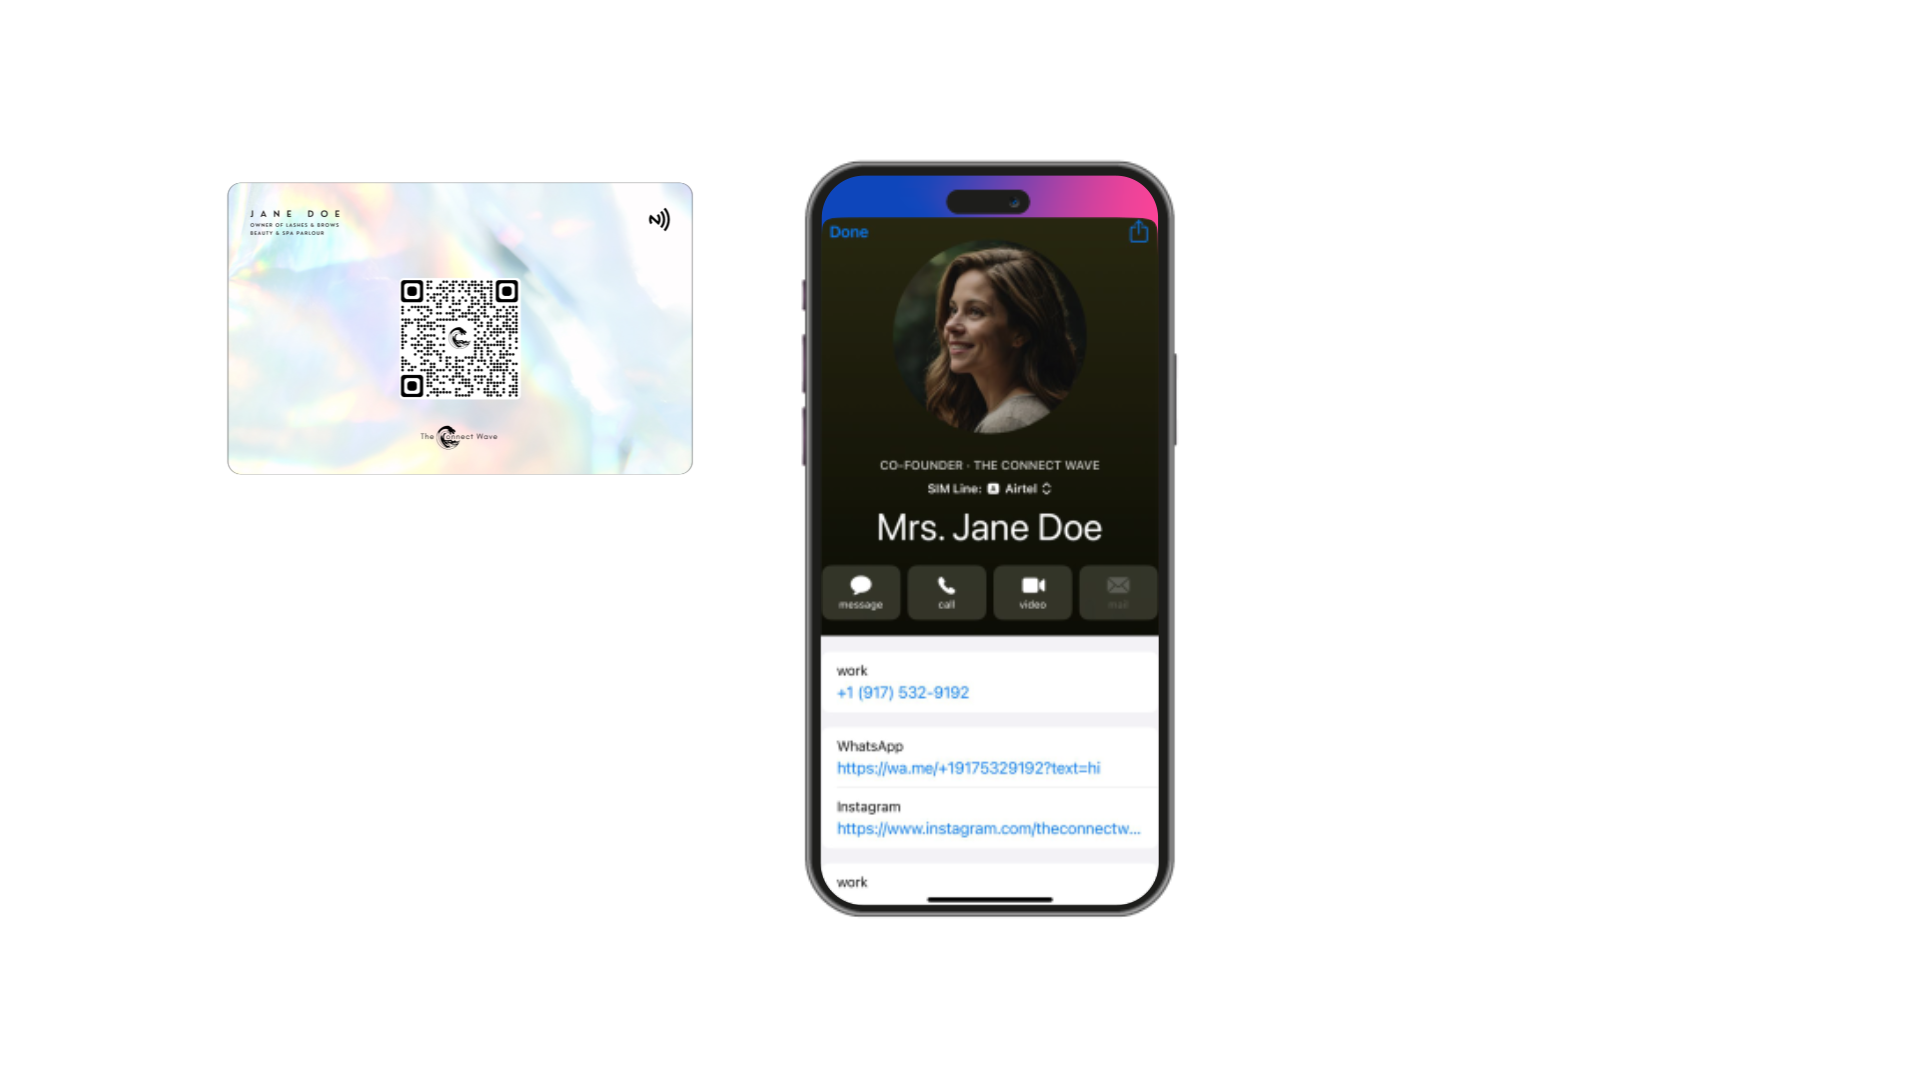 JANE DOE
OWNER OF LASHES & BROWS
BEAUTY & SPA PARLOUR
The Connect Wave
Done
CO-FOUNDER - THE CONNECT WAVE
SIM Line: A Airtel
Mrs. Jane Doe
message
call
video
mail
work
+1 (917) 532-9192
WhatsApp
https://wa.me/+19175329192?text=hi
Instagram
https://www.instagram.com/theconnectw...
work